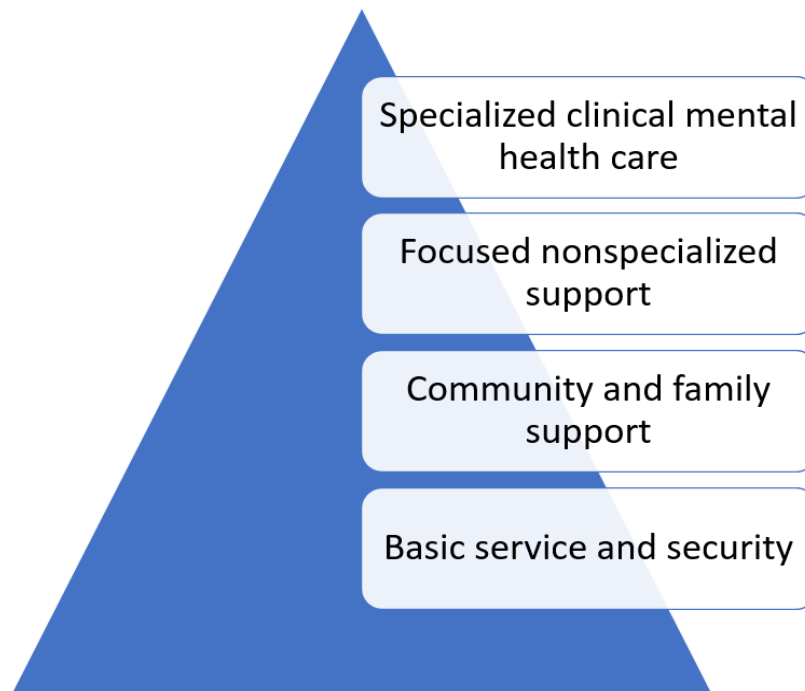 Specialized clinical mental
health care
Focused nonspecialized
support
Community and family
support
Basic service and security